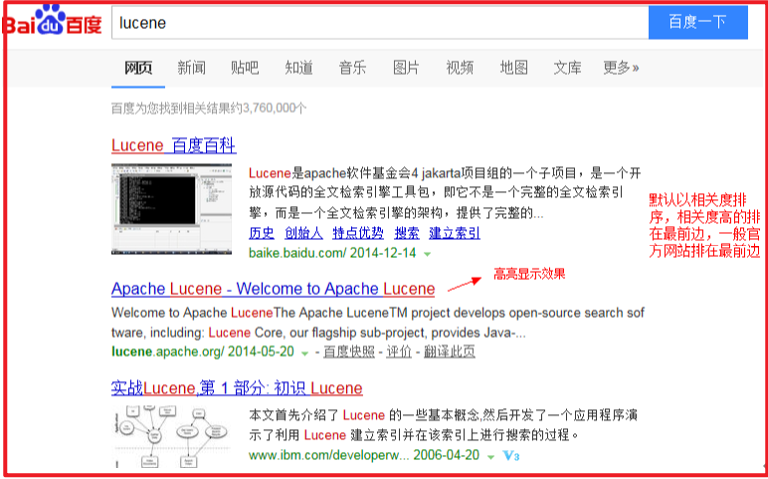 Bai du 百度
lucene
百度一下
网页 新闻 贴吧 知道 音乐 图片 视频 地图 文库 更多»
百度为您找到相关结果约3,760,000个
Lucene 百度百科
Lucene是apache软件基金会4 jakarta项目组的一个子项目，是一个开
放源代码的全文检索引擎工具包，即它不是一个完整的全文检索引
擎，而是一个全文检索引擎的架构，提供了完整的...
历史 创始人 特点优势 搜索 建立索引
baike.baidu.com/ 2014-12-14
默认以相关度排
序，相关度高的排
在最前边，一般官
方网站排在最前边
高亮显示效果
Apache Lucene - Welcome to Apache Lucene
Welcome to Apache LuceneThe Apache LuceneTM project develops open-source search sof
tware, including: Lucene Core, our flagship sub-project, provides Java-...
lucene.apache.org/ 2014-05-20 - 百度快照 - 评价 - 翻译此页
实战Lucene,第 1 部分: 初识 Lucene
本文首先介绍了 Lucene 的一些基本概念,然后开发了一个应用程序演
示了利用 Lucene 建立索引并在该索引上进行搜索的过程。
www.ibm.com/developerw... 2006-04-20 V3